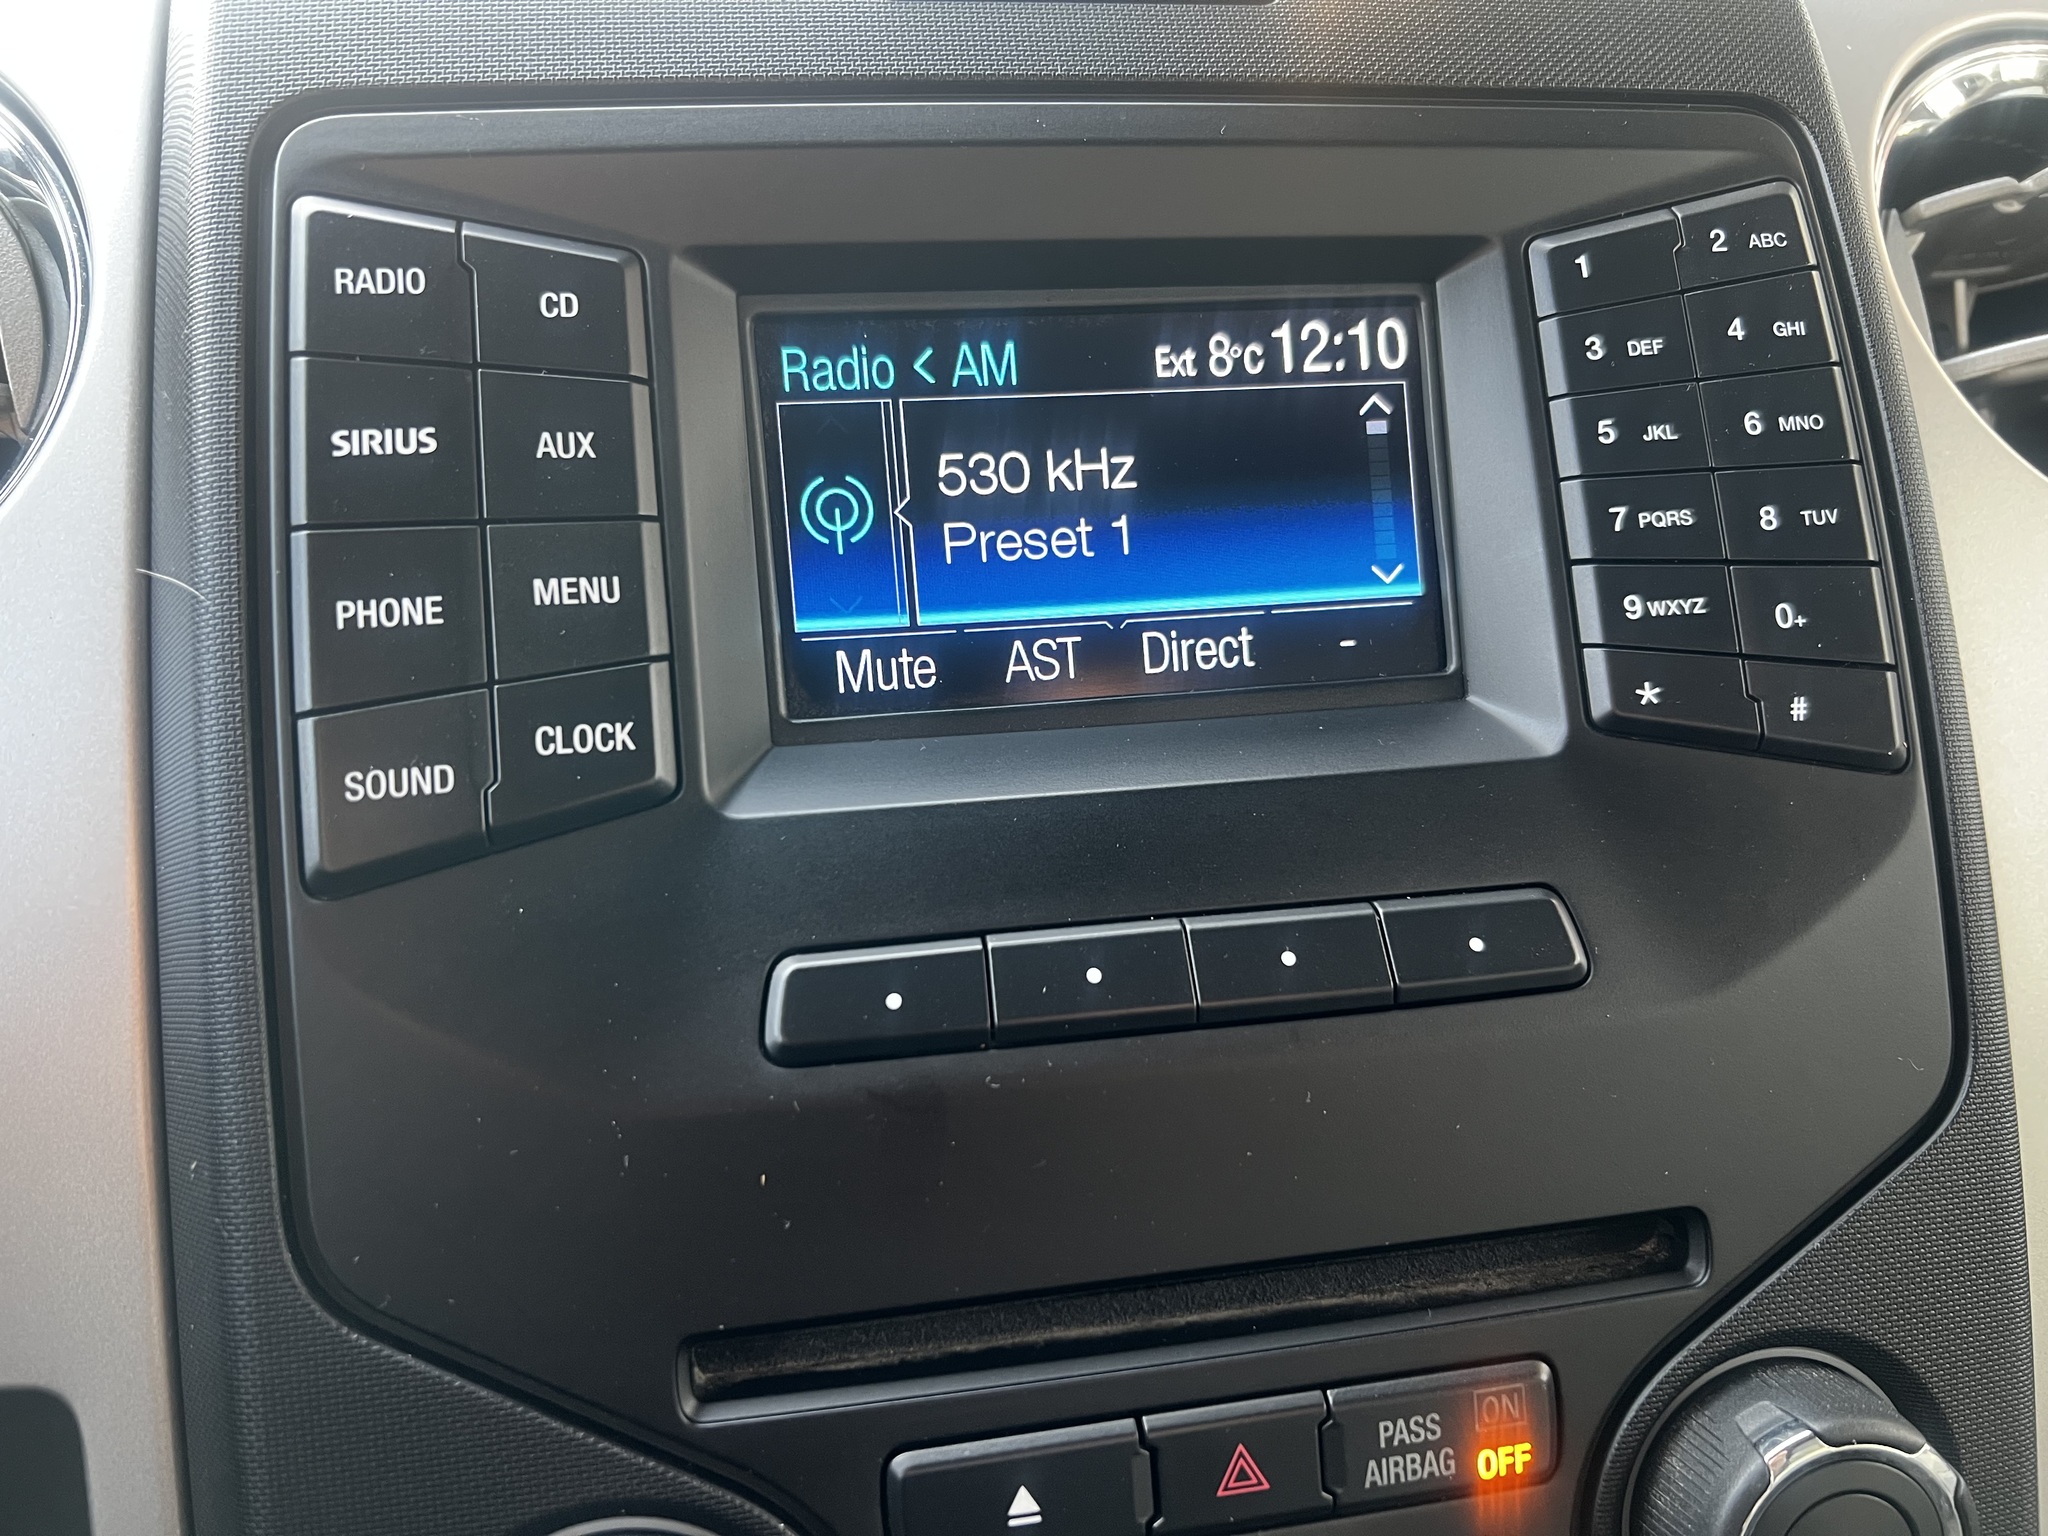 RADIO
CD
SIRIUS
AUX
PHONE
MENU
SOUND
CLOCK
Radio < AM
Ext 8°C 12:10
530 kHz
Preset 1
Mute AST Direct -
1
2 ABC
3 DEF
4 GHI
5 JKL
6 MNO
7 PQRS
8 TUV
9 WXYZ
0+
*
#
PASS AIRBAG
ON
OFF